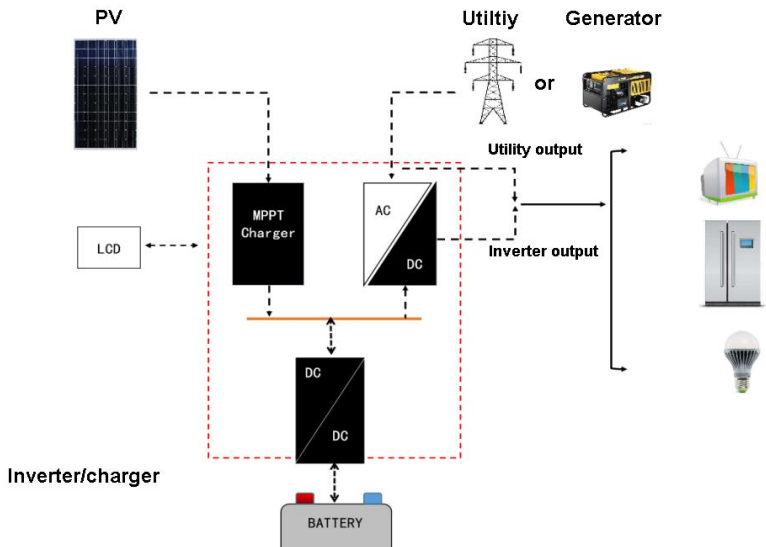 PV
Utiltiy
Generator
or
Utility output
MPPT
Charger
AC
DC
LCD
Inverter output
DC
DC
Inverter/charger
BATTERY